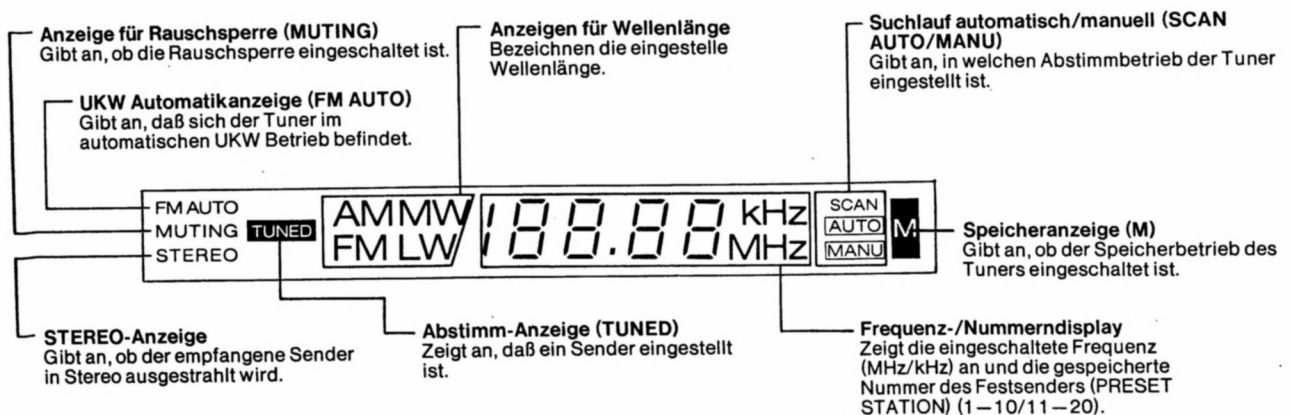 Anzeige für Rauschsperre (MUTING)
Gibt an, ob die Rauschsperre eingeschaltet ist.
UKW Automatikanzeige (FM AUTO)
Gibt an, daß sich der Tuner im
automatischen UKW Betrieb befindet.
Anzeigen für Wellenlänge
Bezeichnen die eingestelle
Wellenlänge.
Suchlauf automatisch/manuell (SCAN
AUTO/MANU)
Gibt an, in welchen Abstimmbetrieb der Tuner
eingestellt ist.
FM AUTO
MUTING
STEREO
TUNED
AM MW
FM LW
188.88 kHz
MHz
SCAN
AUTO
MANU
M
Speicheranzeige (M)
Gibt an, ob der Speicherbetrieb des
Tuners eingeschaltet ist.
STEREO-Anzeige
Gibt an, ob der empfangene Sender
in Stereo ausgestrahlt wird.
Abstimm-Anzeige (TUNED)
Zeigt an, daß ein Sender eingestellt
ist.
Frequenz-/Nummerndisplay
Zeigt die eingeschaltete Frequenz
(MHz/kHz) an und die gespeicherte
Nummer des Festsenders (PRESET
STATION) (1—10/11—20).